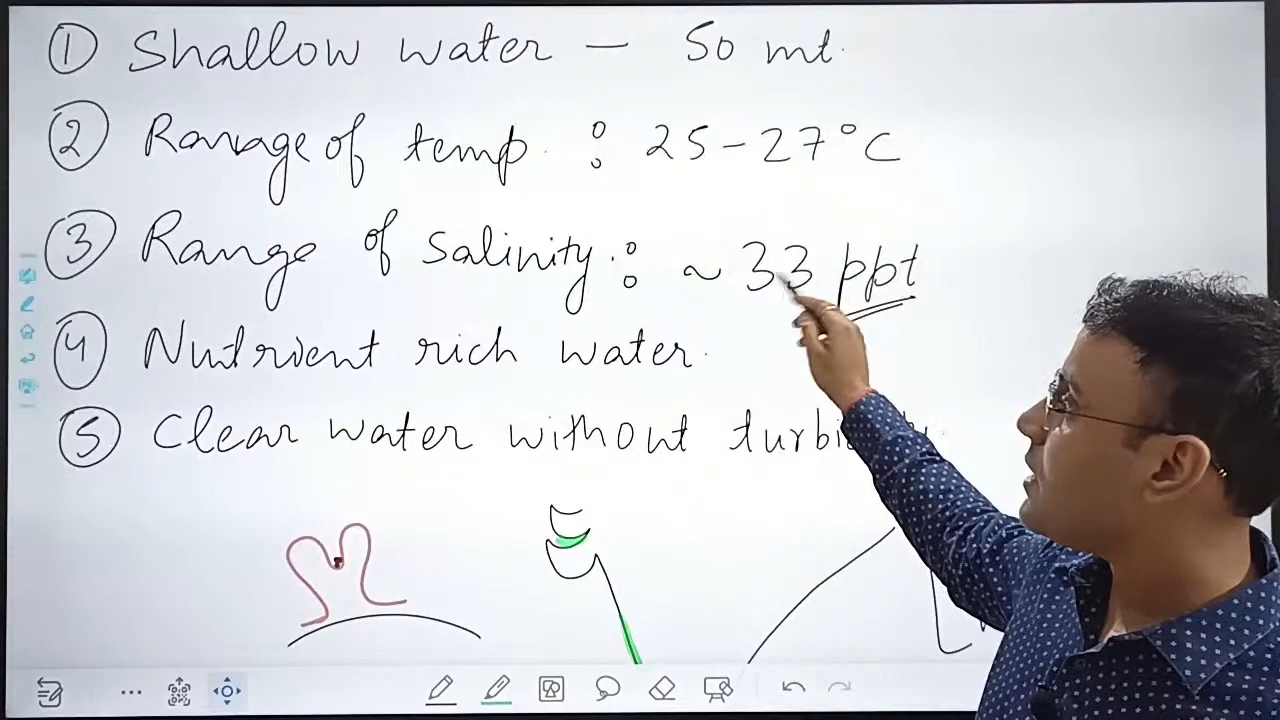 ① Shallow water – 50 mt.
② Range of temp. : 25-27°C
③ Range of salinity. : ~ 33 ppt
④ Nutrient rich water.
⑤ Clear water without